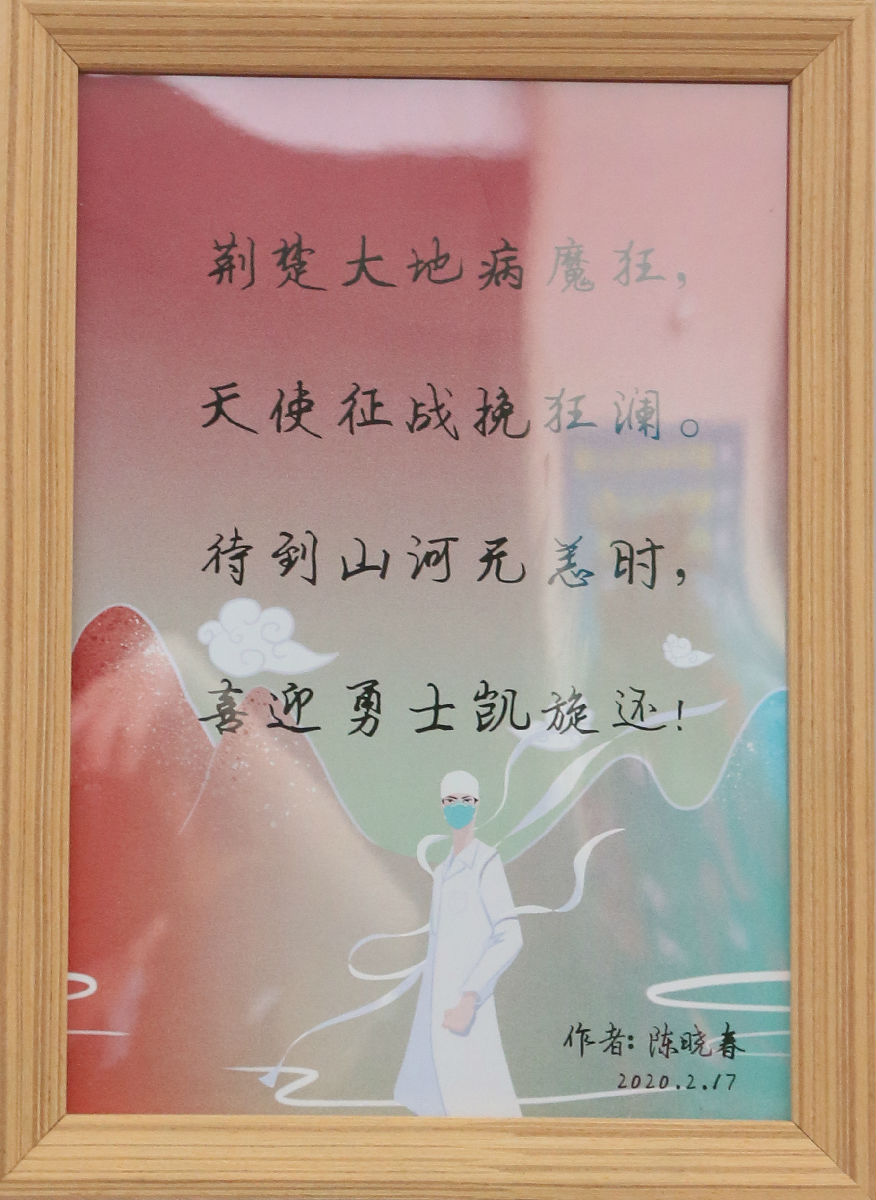 荆楚大地病魔狂，
天使征战挽狂澜。
待到山河无恙时，
喜迎勇士凯旋还！
作者：陈晓春
2020.2.17